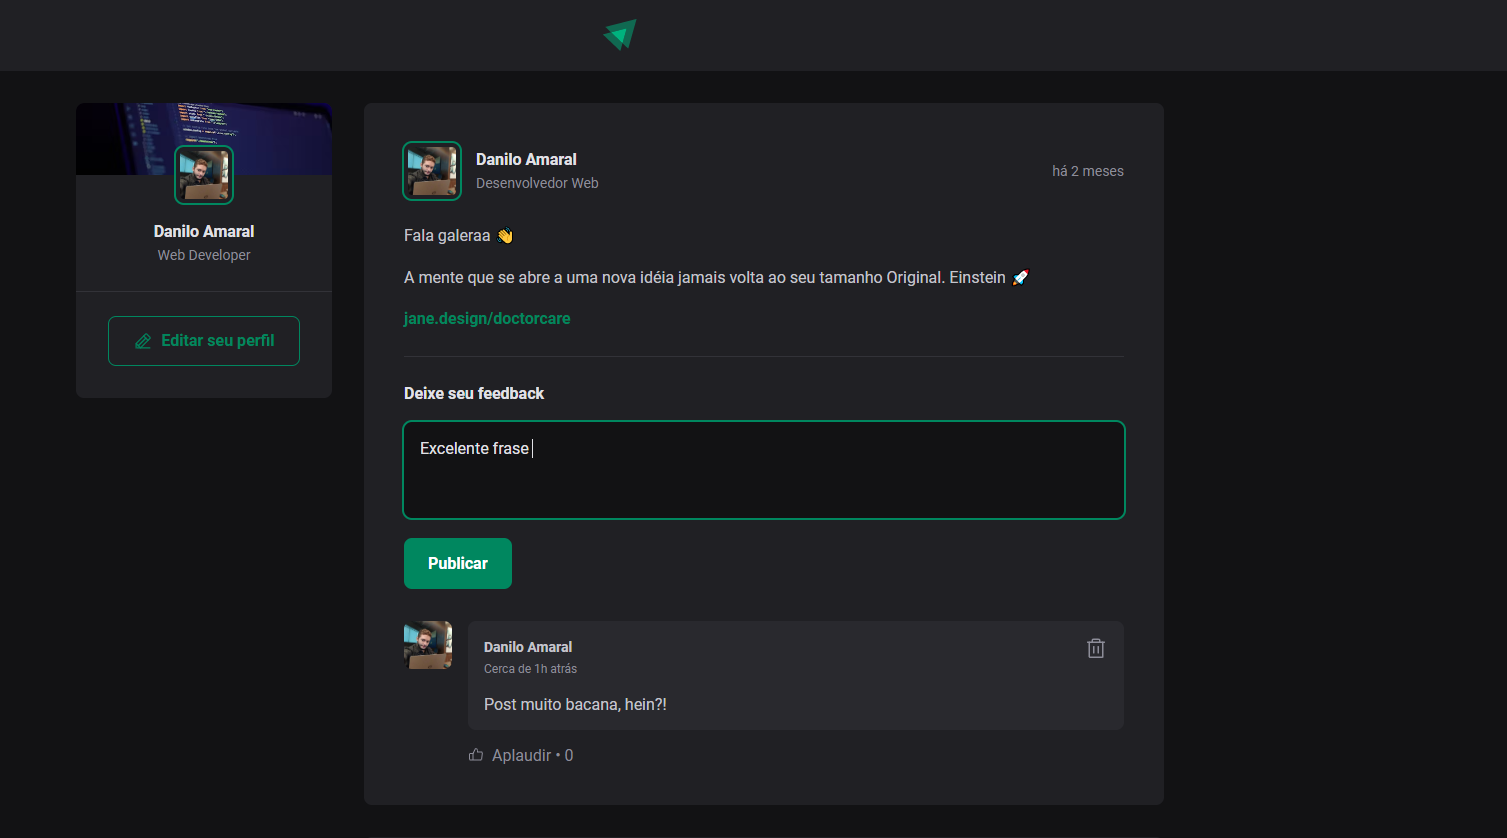 Danilo Amaral
Web Developer
Editar seu perfil
Danilo Amaral
Desenvolvedor Web
há 2 meses
Fala galeraa 👋
A mente que se abre a uma nova idéia jamais volta ao seu tamanho Original. Einstein 🚀
jane.design/doctorcare
Deixe seu feedback
Excelente frase
Publicar
Danilo Amaral
Cerca de 1h atrás
Post muito bacana, hein?!
Aplaudir • 0